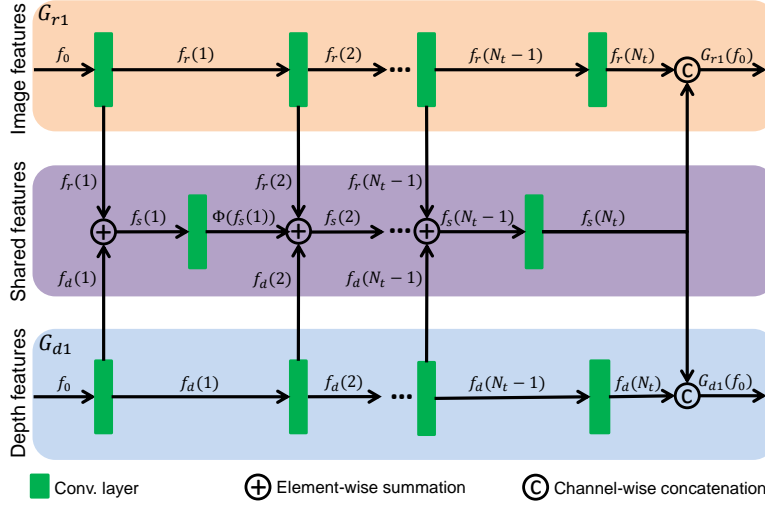 G_{r1}
Image features
f_0
f_r(1)
f_r(2)
f_r(N_t − 1)
f_r(N_t)
G_{r1}(f_0)
C
Shared features
f_r(1)
f_r(2)
f_r(N_t − 1)
f_s(1)
Φ(f_s(1))
f_s(2)
f_s(N_t − 1)
f_s(N_t)
f_d(1)
f_d(2)
f_d(N_t − 1)
G_{d1}
Depth features
f_0
f_d(1)
f_d(2)
f_d(N_t − 1)
f_d(N_t)
G_{d1}(f_0)
C
Conv. layer
Element-wise summation
C Channel-wise concatenation